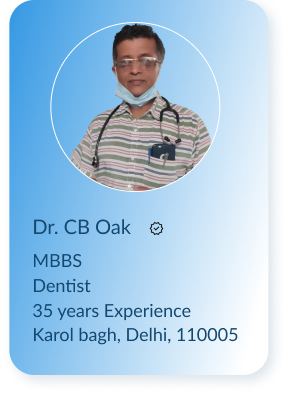 Dr. CB Oak
MBBS
Dentist
35 years Experience
Karol bagh, Delhi, 110005